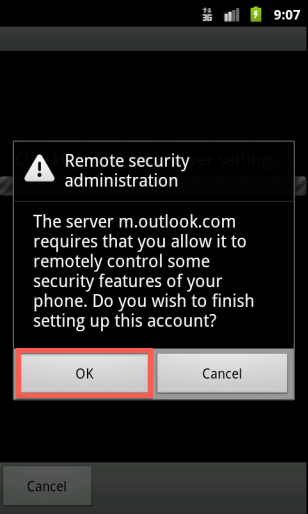 3G 9:07
Remote security
administration
The server m.outlook.com
requires that you allow it to
remotely control some
security features of your
phone. Do you wish to finish
setting up this account?
OK Cancel
Cancel